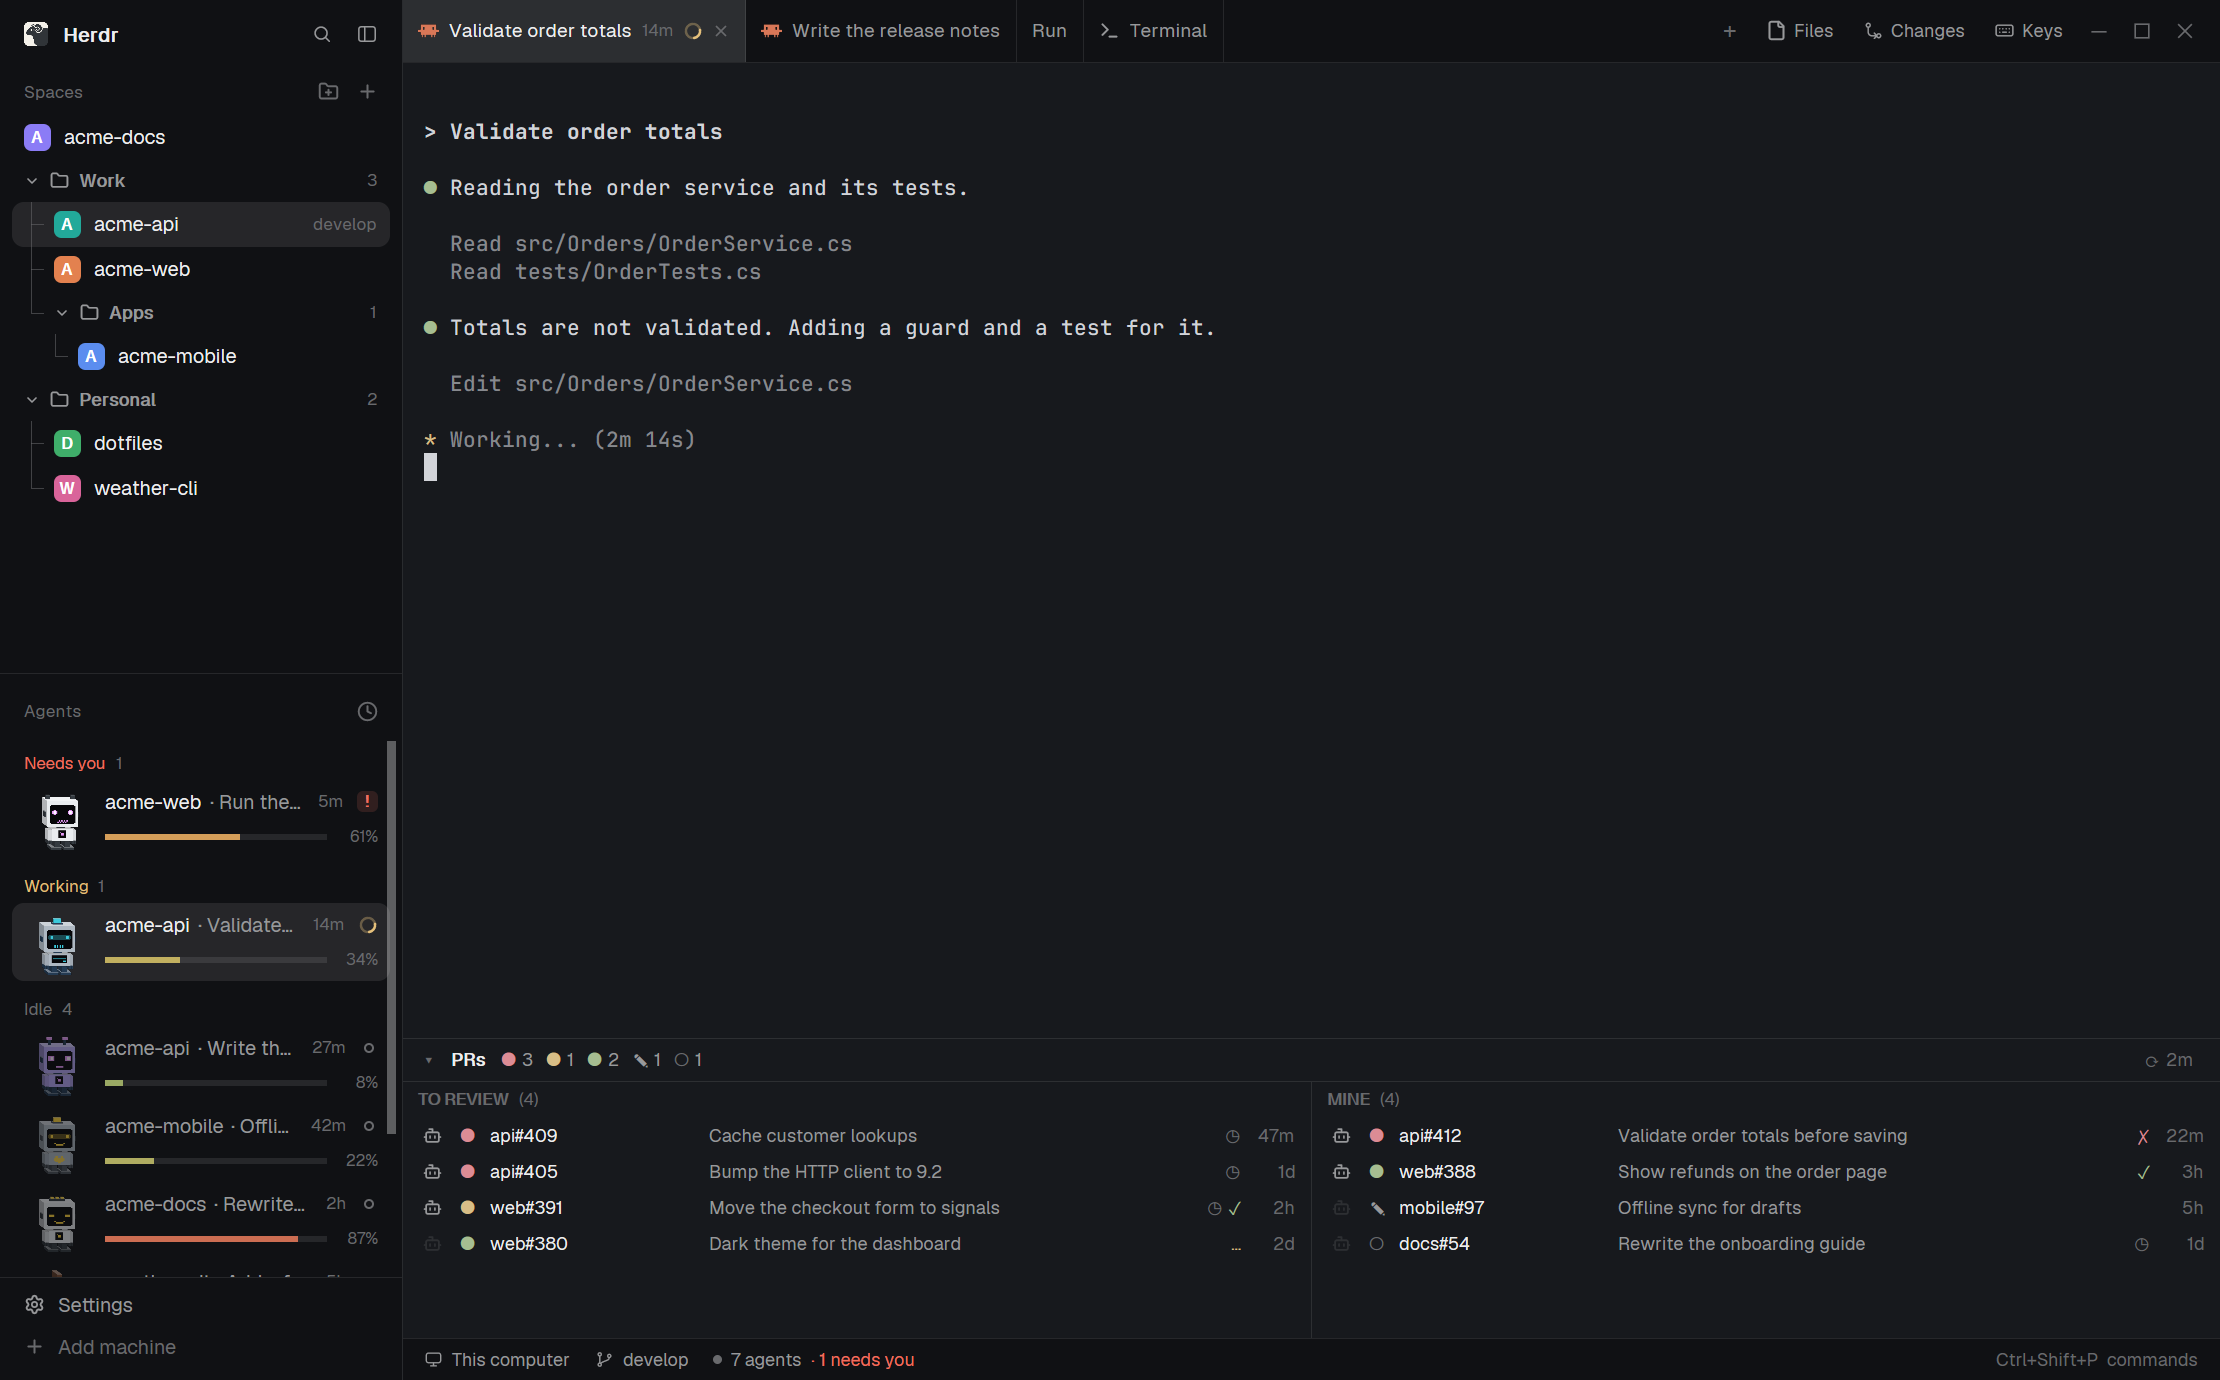 Herdr
Spaces
A acme-docs
Work 3
A acme-api develop
A acme-web
Apps 1
A acme-mobile
Personal 2
D dotfiles
W weather-cli
Agents
Needs you 1
acme-web · Run the... 5m !
61%
Working 1
acme-api · Validate... 14m
34%
Idle 4
acme-api · Write th... 27m
8%
acme-mobile · Offli... 42m
22%
acme-docs · Rewrite... 2h
87%
Settings
+ Add machine
Validate order totals 14m ×
Write the release notes
Run
Terminal
+
Files
Changes
Keys
> Validate order totals
● Reading the order service and its tests.
Read src/Orders/OrderService.cs
Read tests/OrderTests.cs
● Totals are not validated. Adding a guard and a test for it.
Edit src/Orders/OrderService.cs
* Working... (2m 14s)
PRs 3 1 2 1 1 2m
TO REVIEW (4)
api#409 Cache customer lookups 47m
api#405 Bump the HTTP client to 9.2 1d
web#391 Move the checkout form to signals ✓ 2h
web#380 Dark theme for the dashboard ... 2d
MINE (4)
api#412 Validate order totals before saving ✗ 22m
web#388 Show refunds on the order page ✓ 3h
mobile#97 Offline sync for drafts 5h
docs#54 Rewrite the onboarding guide 1d
This computer develop 7 agents · 1 needs you Ctrl+Shift+P commands